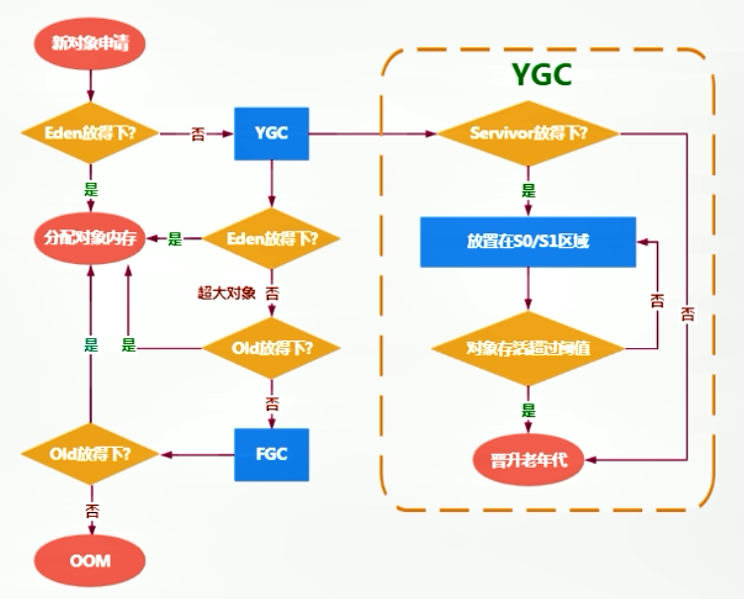 新对象申请
YGC
Eden放得下?
否
YGC
Servivor放得下?
是
是
分配对象内存
是
Eden放得下?
放置在S0/S1区域
超大对象
否
否
否
是
是
Old放得下?
对象存活超过阈值
否
是
Old放得下?
FGC
晋升老年代
否
OOM